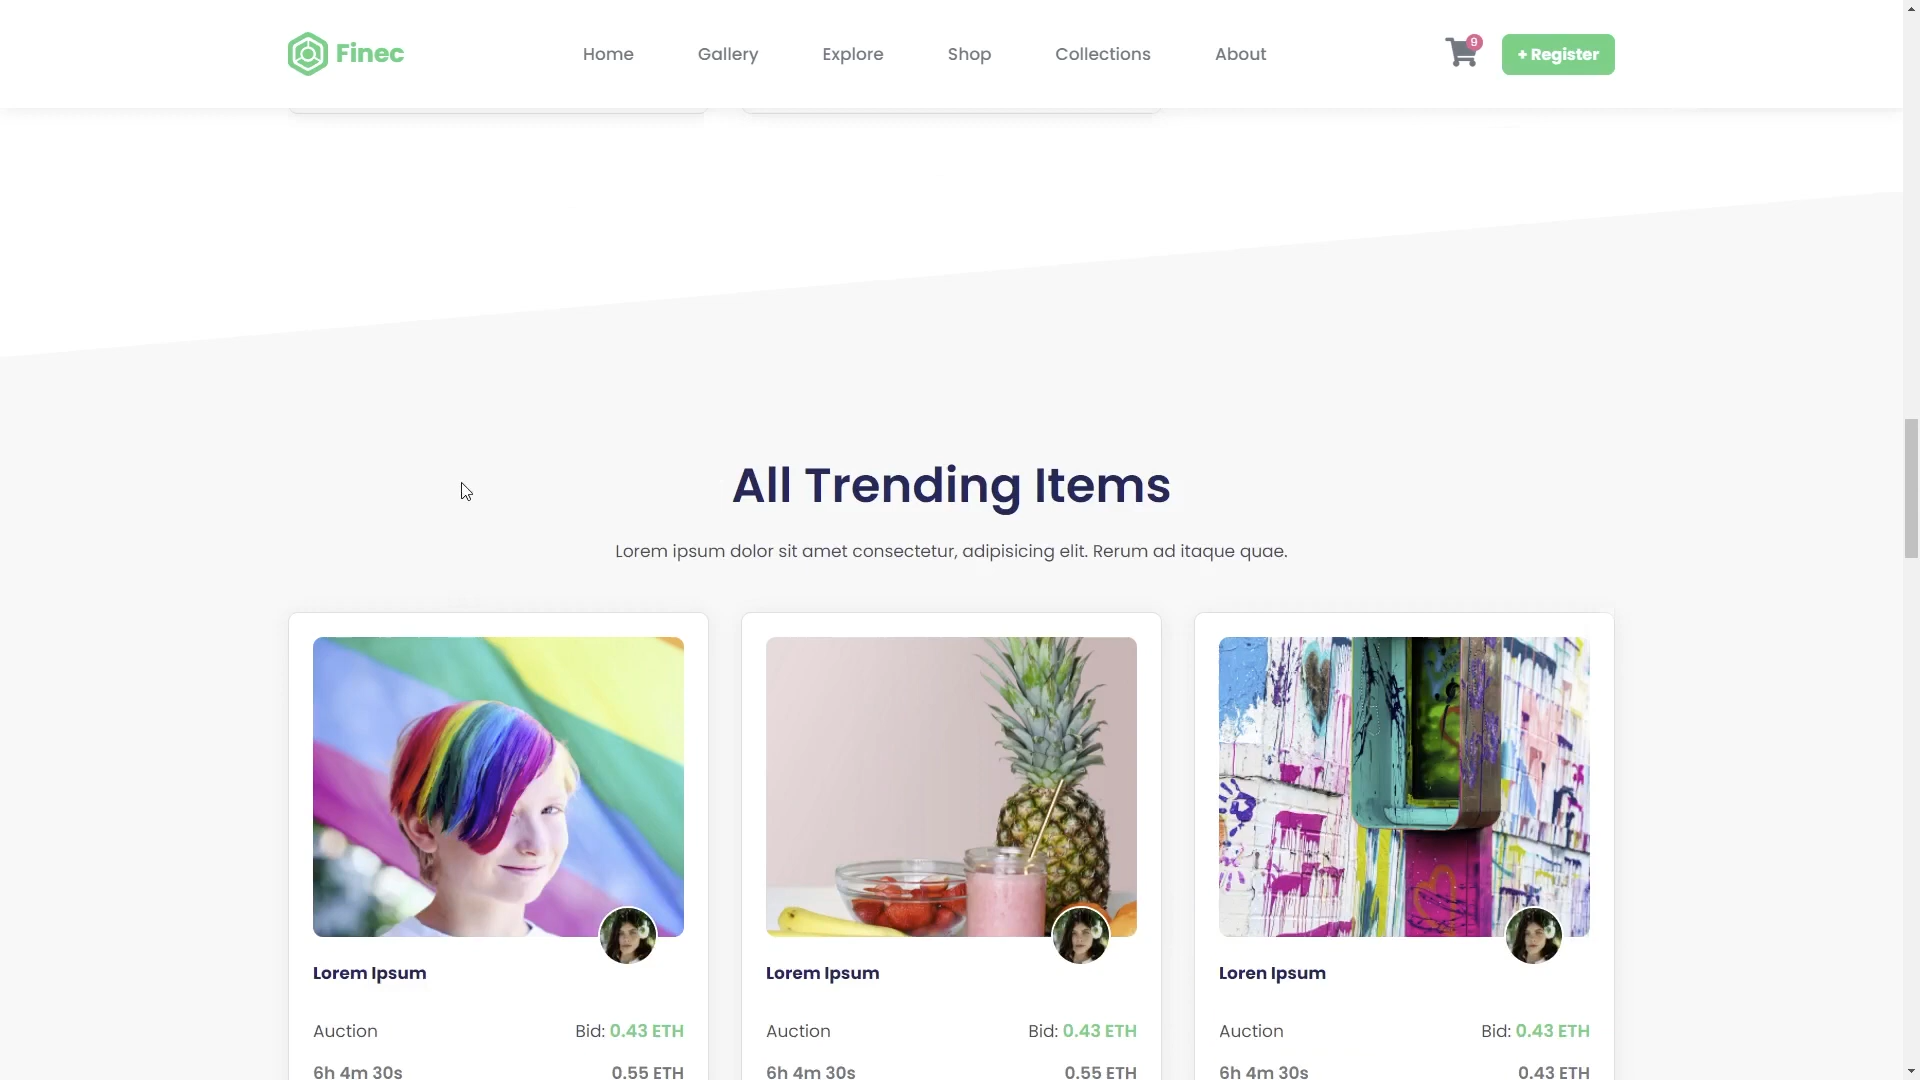 Finec
Home
Gallery
Explore
Shop
Collections
About
9
+ Register
All Trending Items
Lorem ipsum dolor sit amet consectetur, adipisicing elit. Rerum ad itaque quae.
Lorem Ipsum
Auction
Bid: 0.43 ETH
6h 4m 30s
0.55 ETH
Lorem Ipsum
Auction
Bid: 0.43 ETH
6h 4m 30s
0.55 ETH
Loren Ipsum
Auction
Bid: 0.43 ETH
6h 4m 30s
0.43 ETH